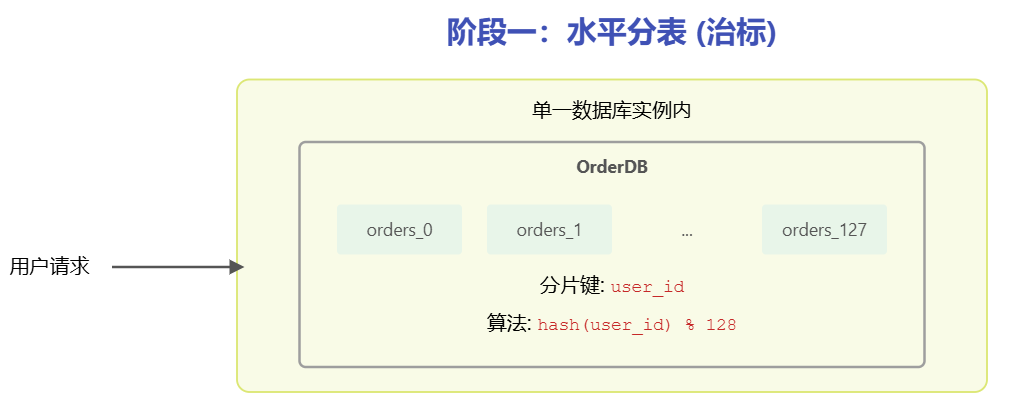 阶段一：水平分表 (治标)
单一数据库实例内
OrderDB
orders_0
orders_1
...
orders_127
用户请求
分片键: user_id
算法: hash(user_id) % 128